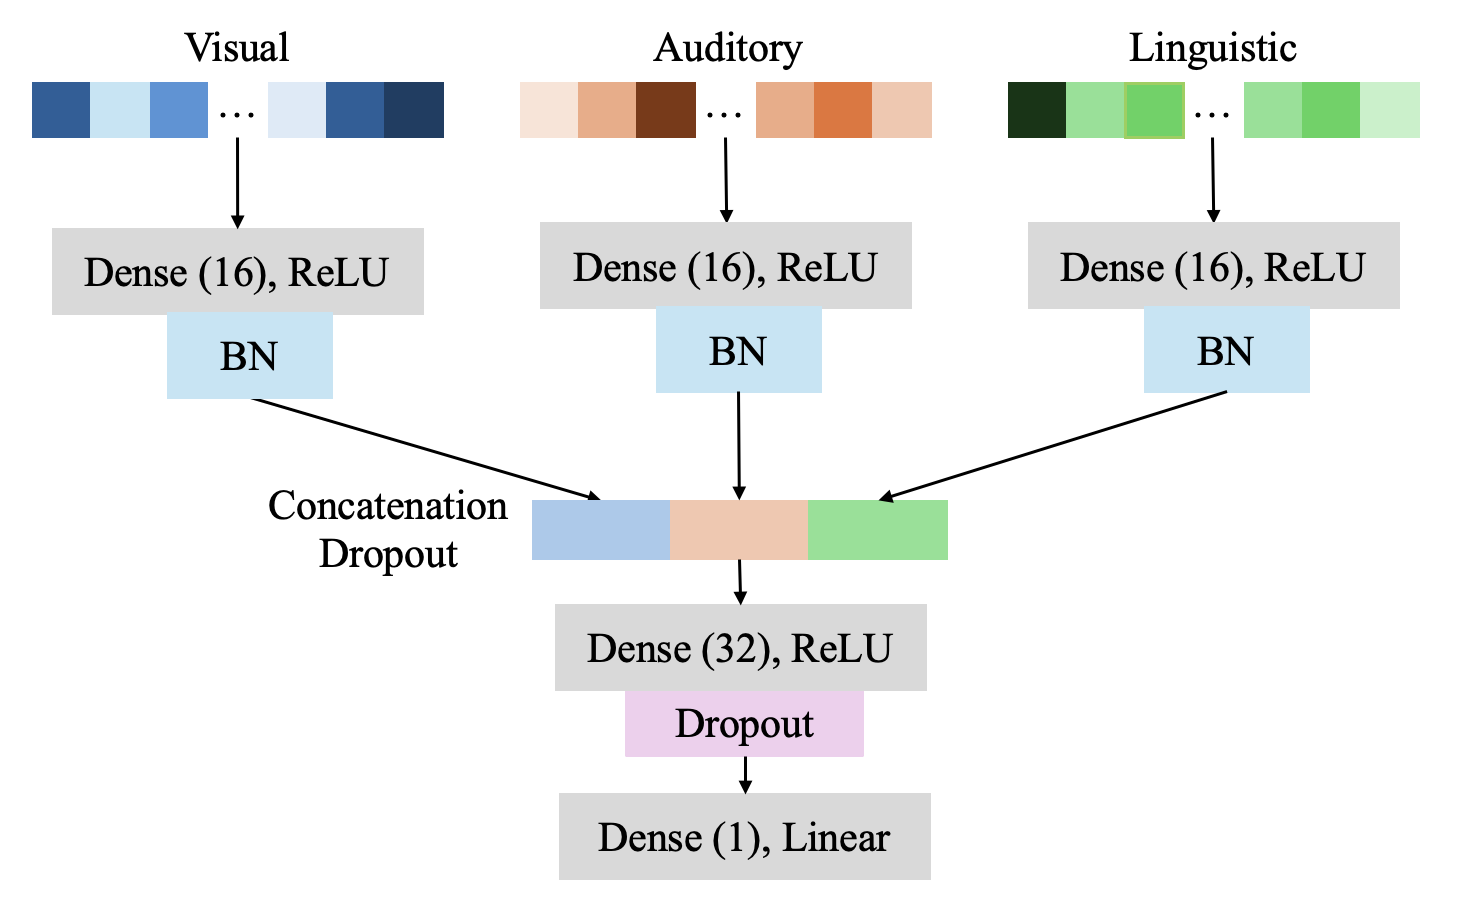 Visual
Auditory
Linguistic
...
...
...
Dense (16), ReLU
Dense (16), ReLU
Dense (16), ReLU
BN
BN
BN
Concatenation
Dropout
Dense (32), ReLU
Dropout
Dense (1), Linear